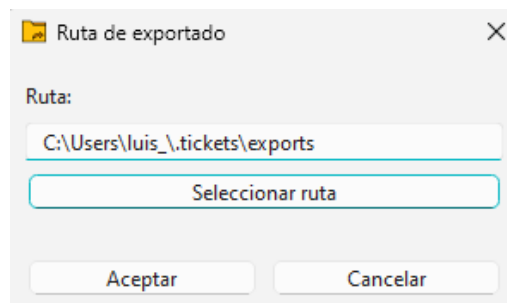 Ruta de exportado
Ruta:
C:\Users\luis_\.tickets\exports
Seleccionar ruta
Aceptar
Cancelar